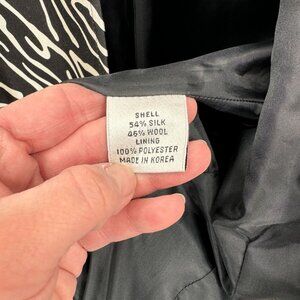 SHELL
54% SILK
46% WOOL
LINING
100% POLYESTER
MADE IN KOREA